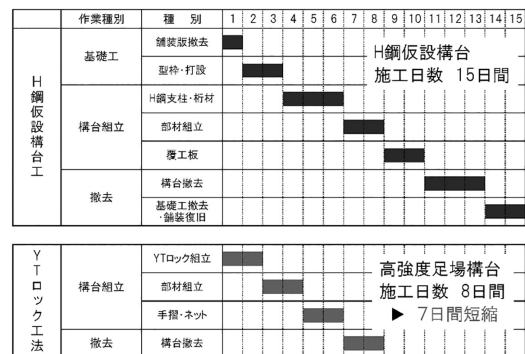 作業種別 種 別 1 2 3 4 5 6 7 8 9 10 11 12 13 14 15
H鋼仮設構台工
基礎工
舗装版撤去
型枠・打設
構台組立
H鋼支柱・桁材
部材組立
覆工板
撤去
構台撤去
基礎工撤去
・舗装復旧
H鋼仮設構台
施工日数 15日間
YTロック工法
構台組立
YTロック組立
部材組立
手摺・ネット
撤去
構台撤去
高強度足場構台
施工日数 8日間
▶ 7日間短縮